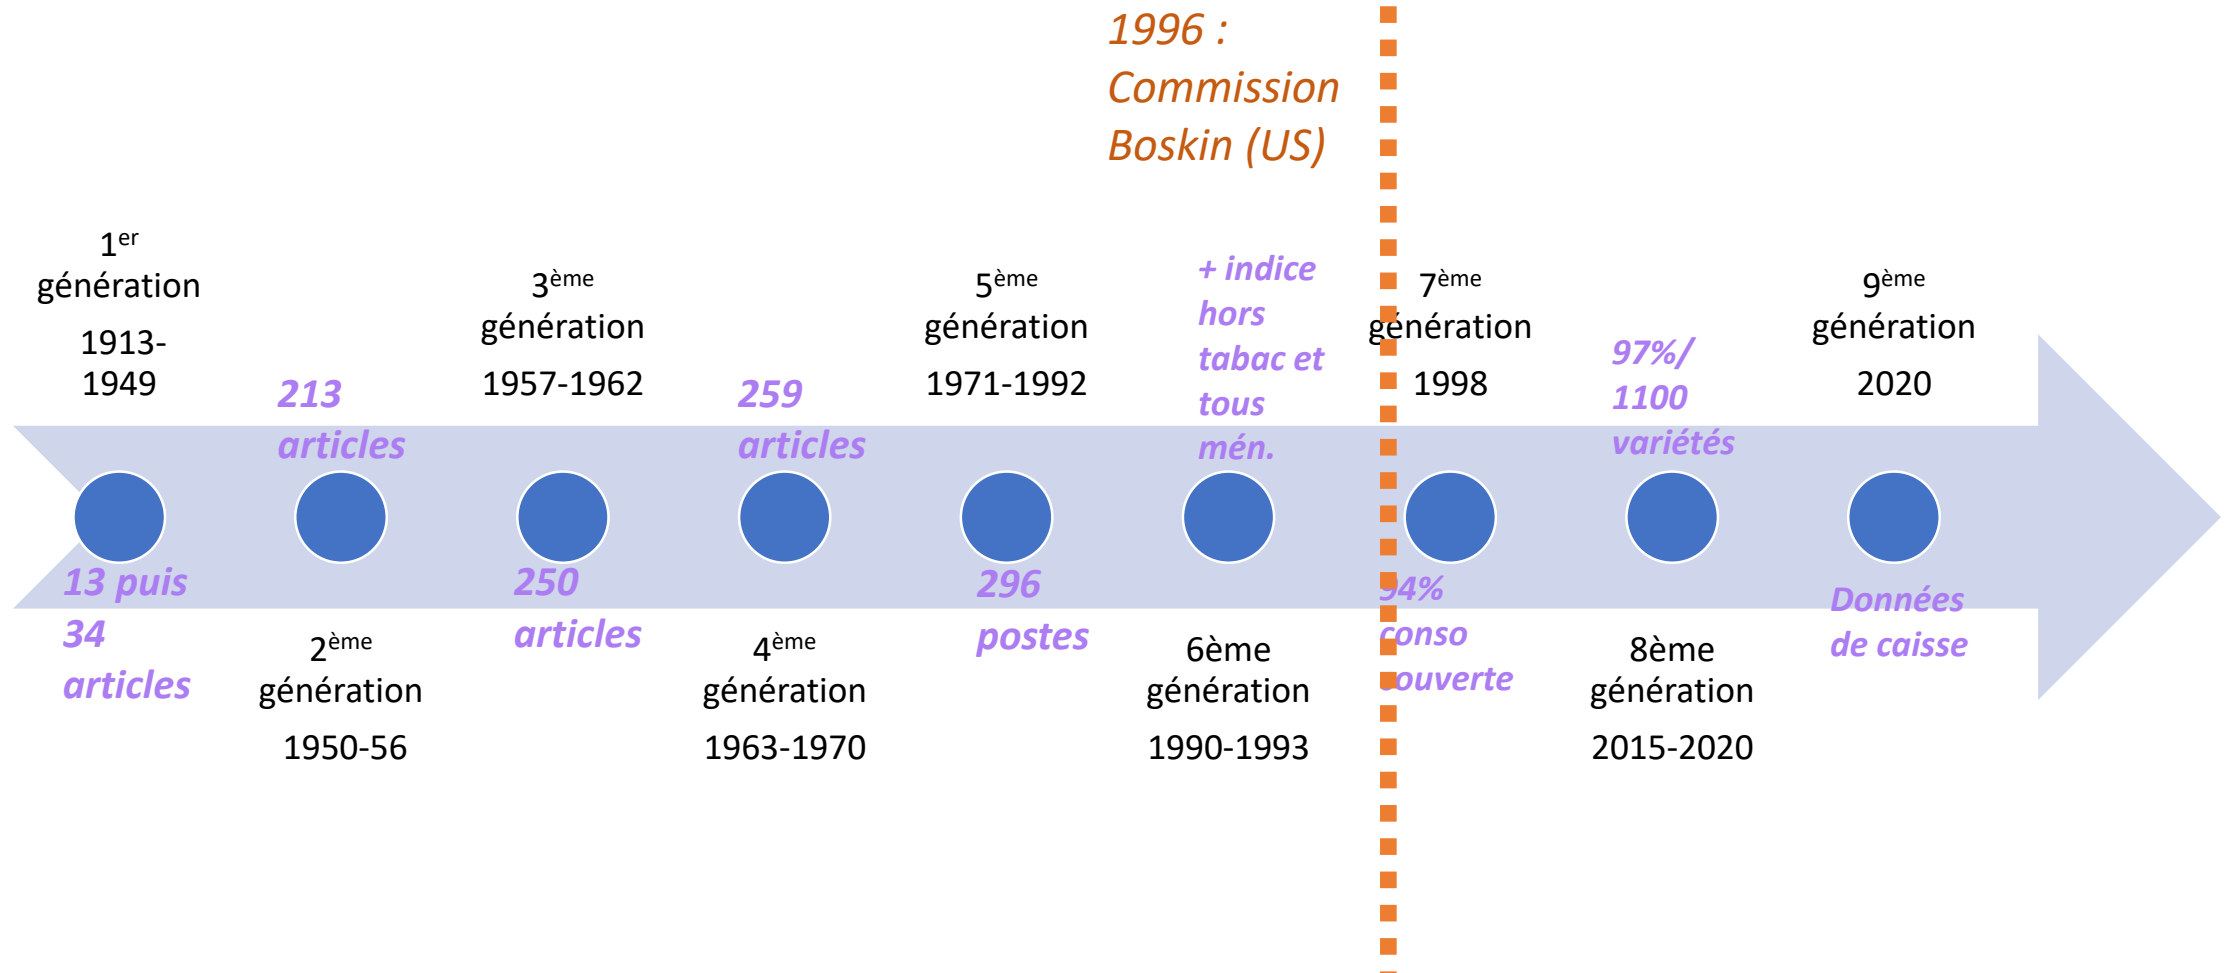 1996 :
Commission
Boskin (US)
1er
génération
1913-
1949
13 puis
34
articles
213
articles
2ème
génération
1950-56
3ème
génération
1957-1962
250
articles
259
articles
4ème
génération
1963-1970
5ème
génération
1971-1992
296
postes
+ indice
hors
tabac et
tous
mén.
6ème
génération
1990-1993
7ème
génération
1998
94%
conso
couverte
97%/
1100
variétés
8ème
génération
2015-2020
9ème
génération
2020
Données
de caisse